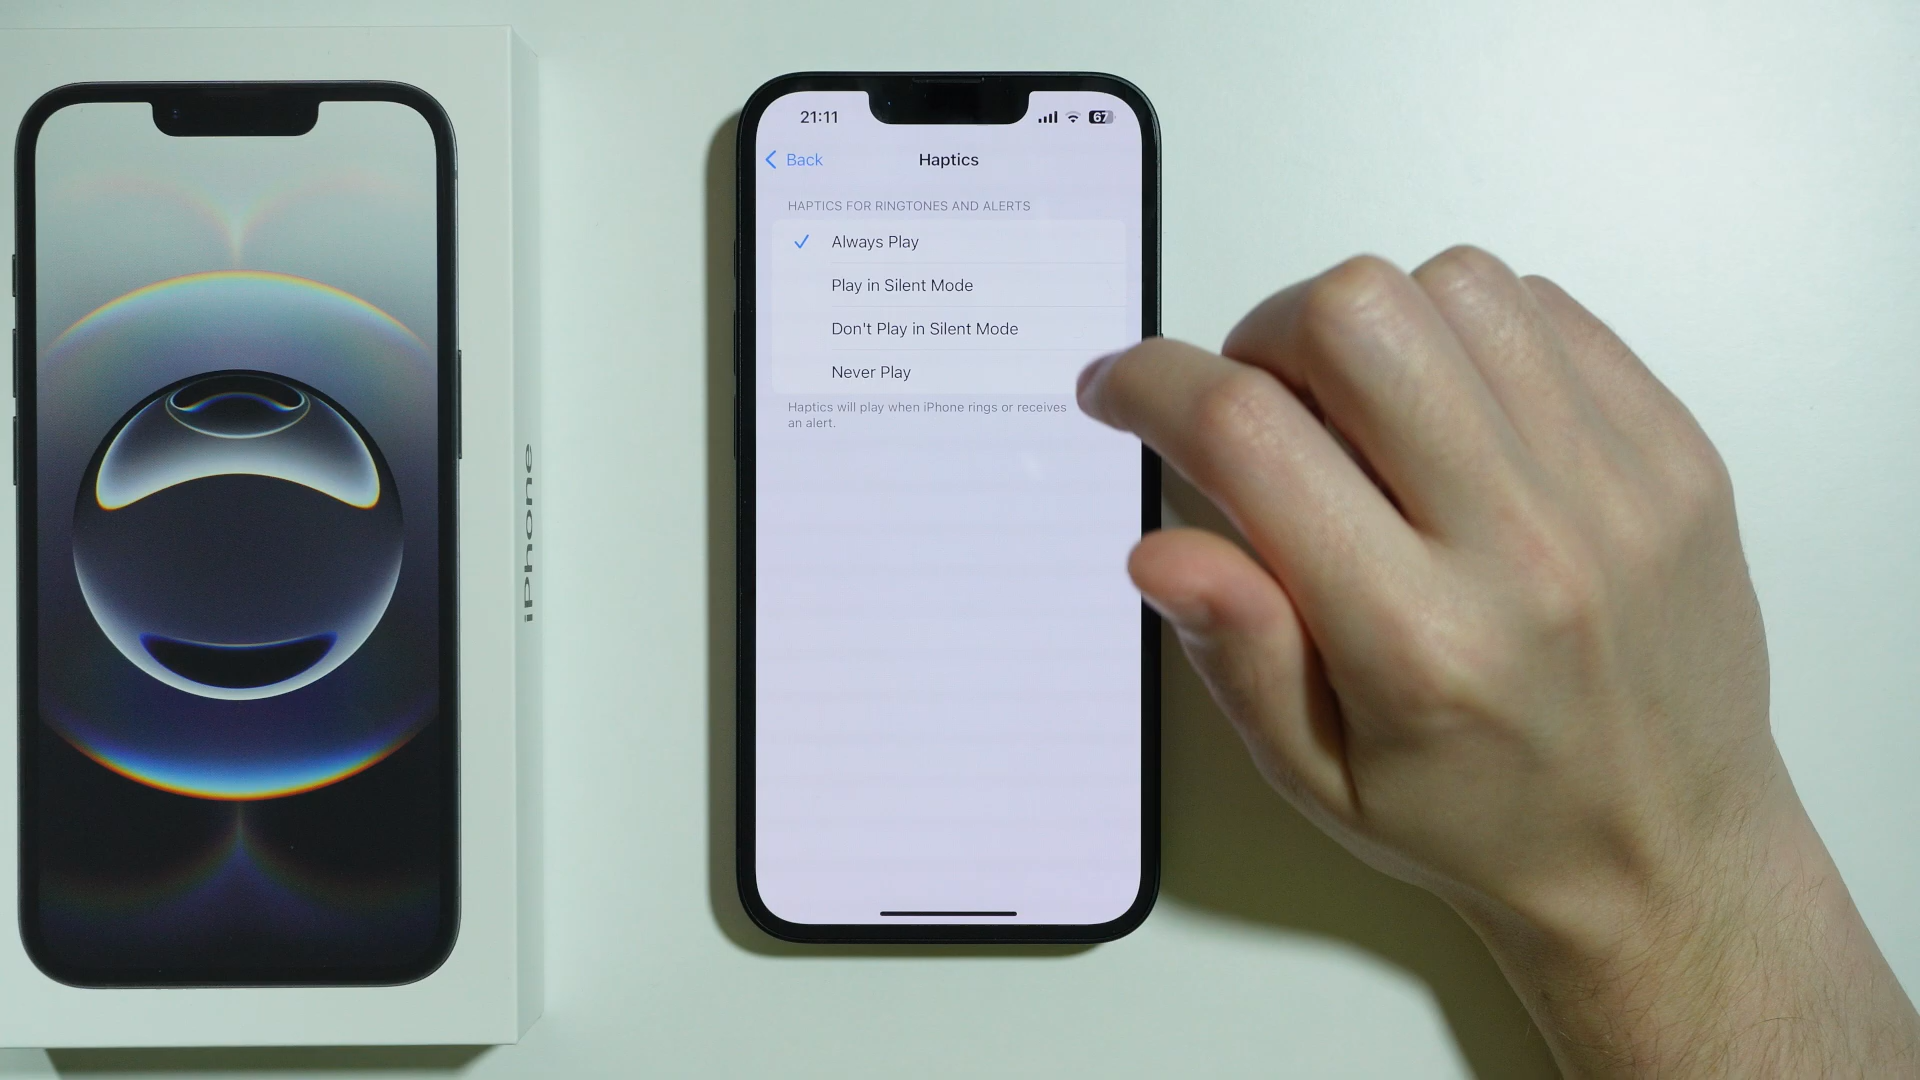 iPhone
21:11
67
Back
Haptics
HAPTICS FOR RINGTONES AND ALERTS
Always Play
Play in Silent Mode
Don't Play in Silent Mode
Never Play
Haptics will play when iPhone rings or receives
an alert.